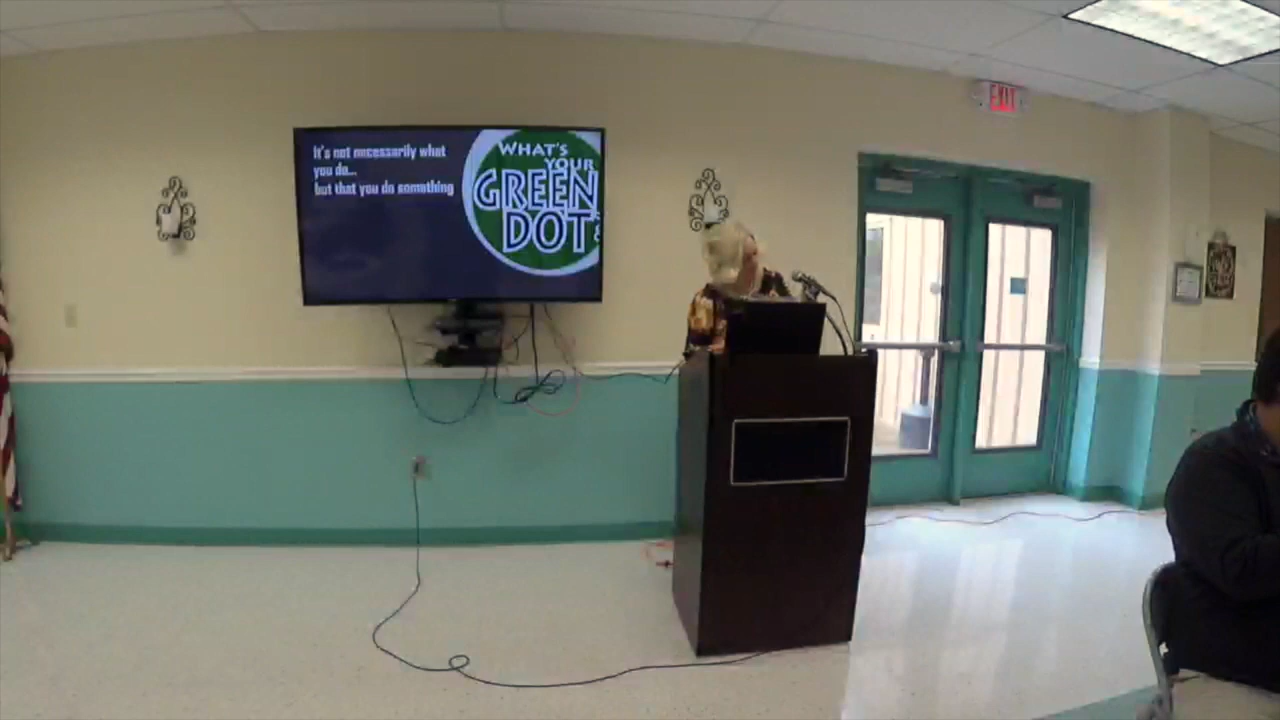 It's not necessarily what
you do...
but that you do something
WHAT'S
YOUR
GREEN
DOT?
EXIT